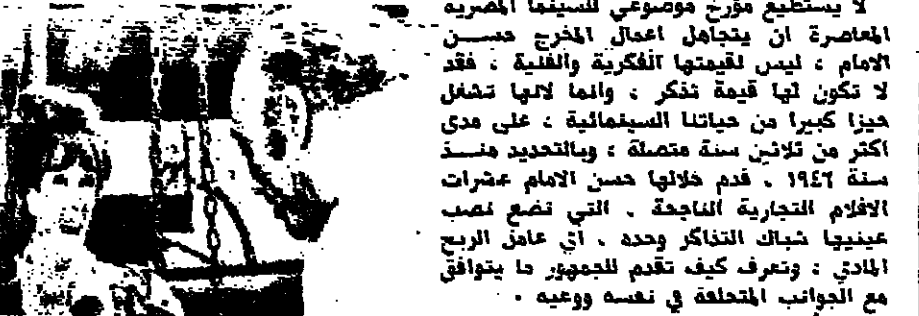 لا يستطيع مؤرخ موضوعي للسينما المصريه
المعاصرة ان يتجاهل اعمال المخرج حســن
الامام ؛ ليس لقيمتها الفكرية والفنية ، فقد
لا تكون لها قيمة تذكر ، وانما لانها تشغل
حيزا كبيرا من حياتنا السينمائية ؛ على مدى
اكثر من ثلاثين سنة متصلة ؛ وبالتحديد منــذ
سنة ١٩٤٦ . قدم خلالها حسن الامام عشرات
الافلام التجارية الناجحة . التي تضع نصب
عينيها شباك التذاكر وحده . اي عامل الربح
المادي ؛ وتعرف كيف تقدم للجمهور ما يتوافق
مع الجوانب المتخلفة في نفسه ووعيه .